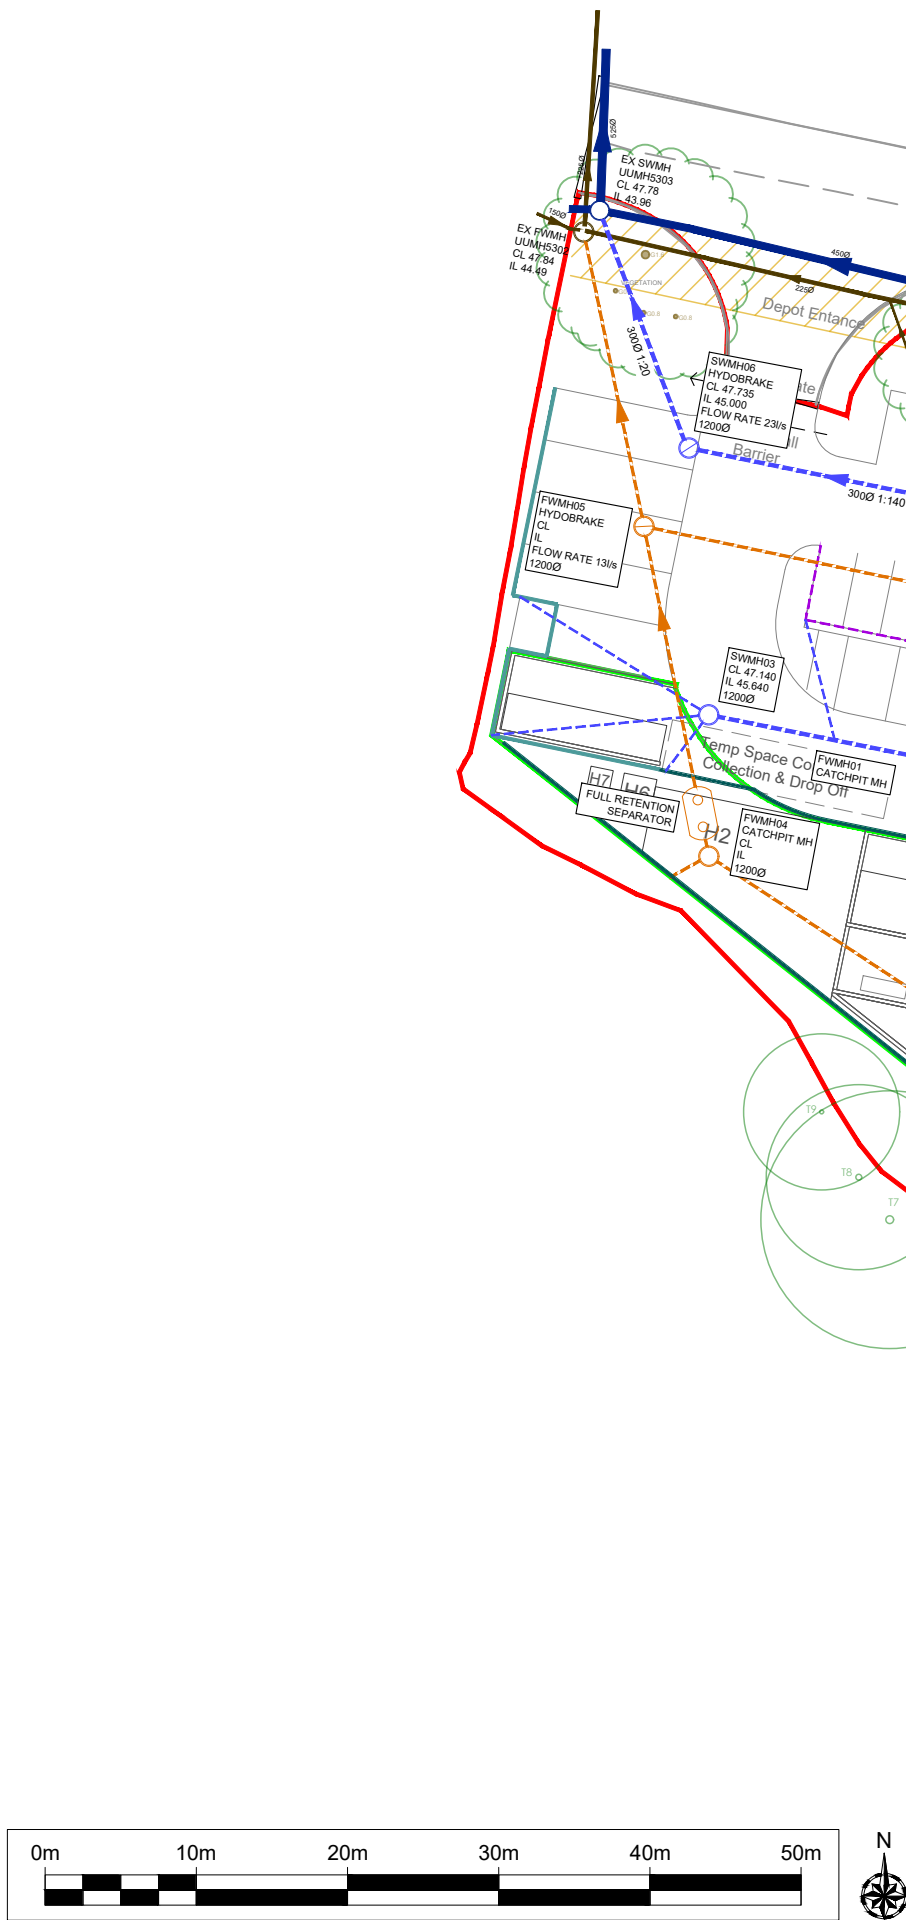 525Ø
225Ø
EX SWMH
UUMH5303
CL 47.78
IL 43.96
150Ø
EX FWMH
UUMH5302
CL 47.84
IL 44.49
450Ø
225Ø
VEGETATION
Depot Entance
300Ø 1:20
SWMH06
HYDOBRAKE
CL 47.735
IL 45.000
FLOW RATE 23l/s
1200Ø
Barrier
300Ø 1:140
FWMH05
HYDOBRAKE
CL
IL
FLOW RATE 13l/s
1200Ø
SWMH03
CL 47.140
IL 45.640
1200Ø
Temp Space Co
Collection & Drop Off
FWMH01
CATCHPIT MH
H7
H6
FULL RETENTION
SEPARATOR
H2
FWMH04
CATCHPIT MH
CL
IL
1200Ø
T9
T8
T7
0m 10m 20m 30m 40m 50m
N